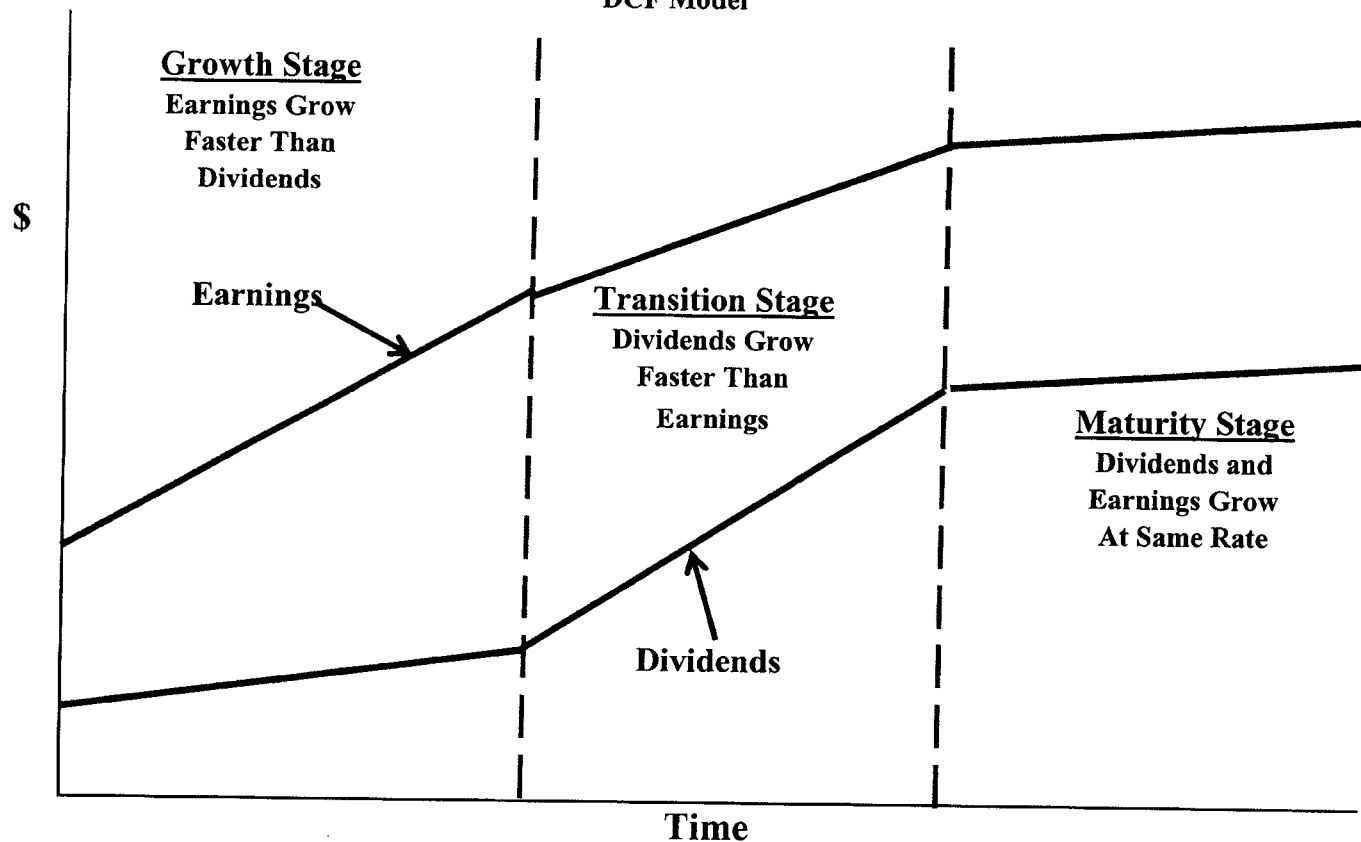 DCF Model
Growth Stage
Earnings Grow
Faster Than
Dividends
$
Earnings
Transition Stage
Dividends Grow
Faster Than
Earnings
Maturity Stage
Dividends and
Earnings Grow
At Same Rate
Dividends
Time